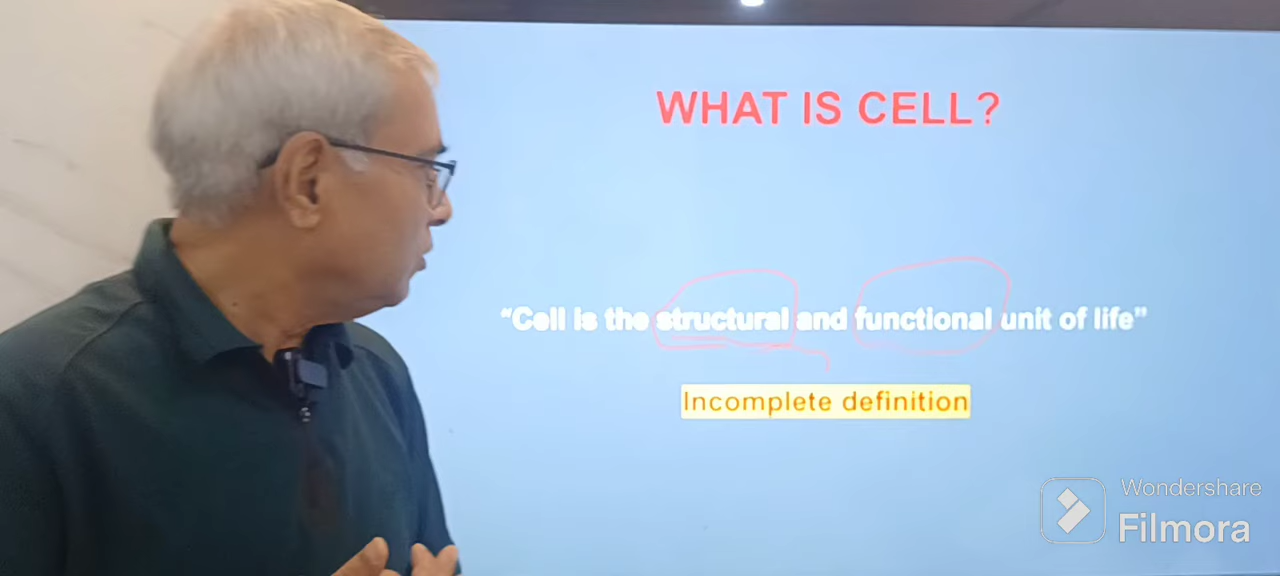 WHAT IS CELL?
“Cell is the structural and functional unit of life”
Incomplete definition
Wondershare
Filmora